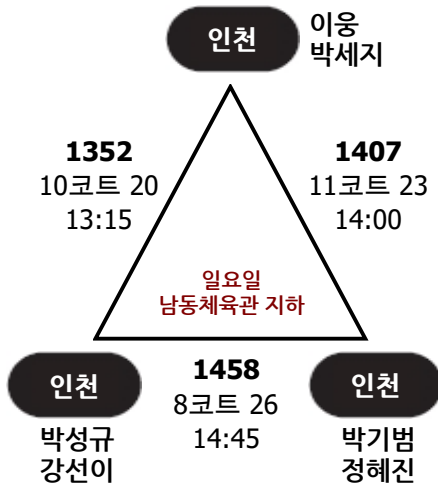 인천
이웅
박세지
1352
10코트 20
13:15
1407
11코트 23
14:00
일요일
남동체육관 지하
인천
박성규
강선이
1458
8코트 26
14:45
인천
박기범
정혜진